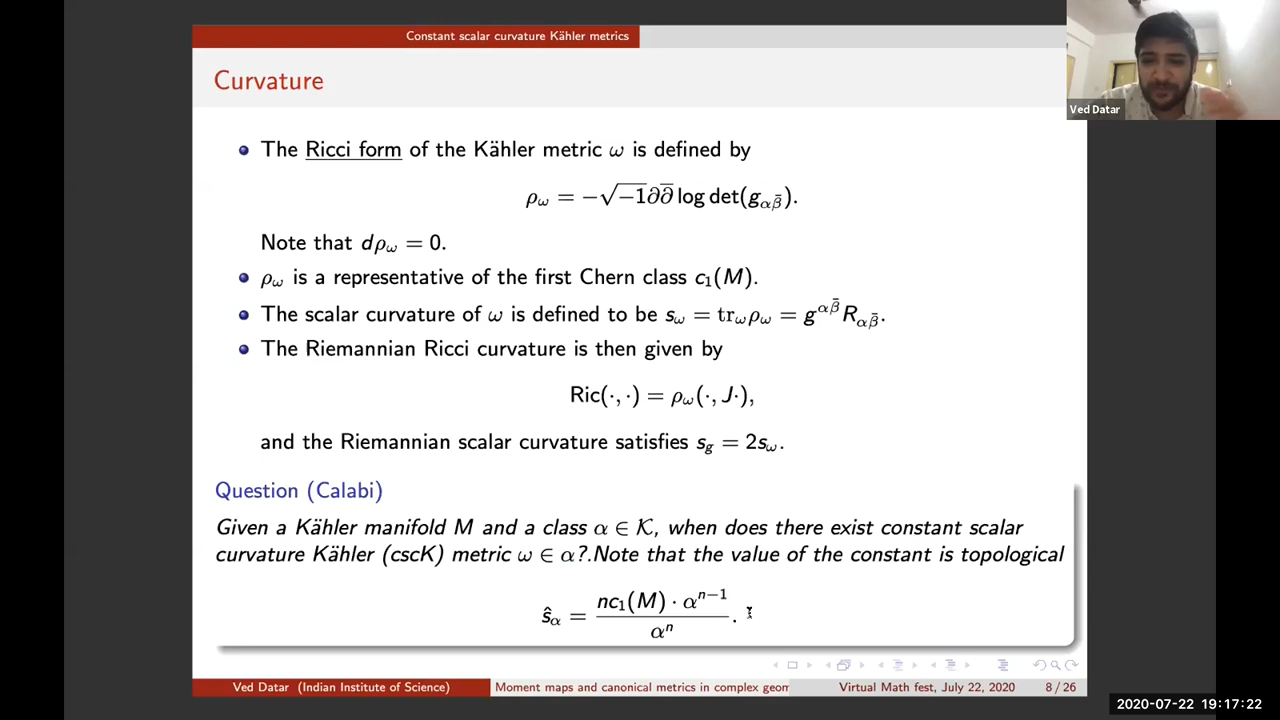 Constant scalar curvature Kähler metrics
Curvature
Ved Datar
• The Ricci form of the Kähler metric ω is defined by
ρ_ω = −√−1∂∂̅ log det(g_{αβ̅}).
Note that dρ_ω = 0.
• ρ_ω is a representative of the first Chern class c₁(M).
• The scalar curvature of ω is defined to be s_ω = tr_ωρ_ω = g^{αβ̅}R_{αβ̅}.
• The Riemannian Ricci curvature is then given by
Ric(·, ·) = ρ_ω(·, J·),
and the Riemannian scalar curvature satisfies s_g = 2s_ω.
Question (Calabi)
Given a Kähler manifold M and a class α ∈ K, when does there exist constant scalar
curvature Kähler (cscK) metric ω ∈ α?.Note that the value of the constant is topological
ŝ_α = \frac{nc₁(M) · α^{n−1}}{α^n}.
Ved Datar (Indian Institute of Science)
Moment maps and canonical metrics in complex geom
Virtual Math fest, July 22, 2020
8 / 26
2020-07-22 19:17:22